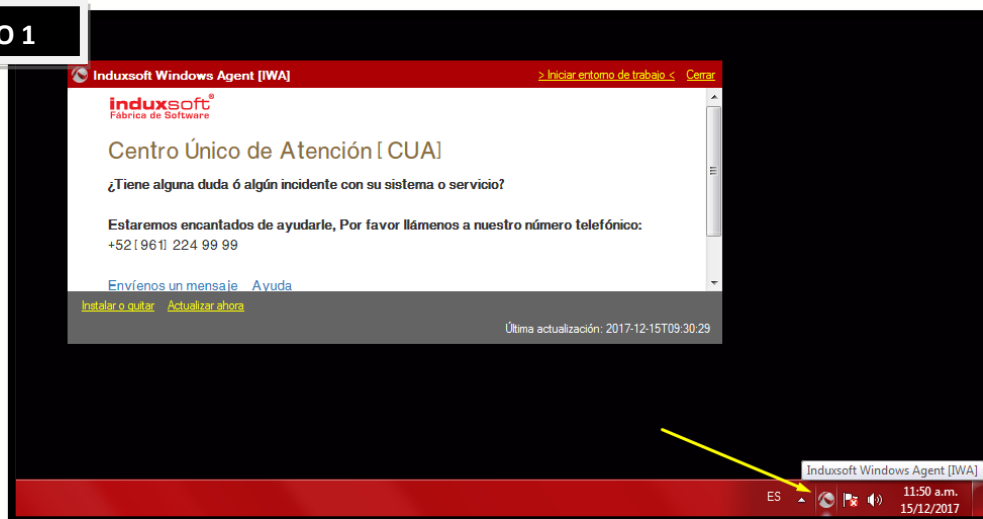 O 1
Induxsoft Windows Agent [IWA]
> Iniciar entorno de trabajo <
Cerrar
induxsoft®
Fábrica de Software
Centro Único de Atención [ CUA]
¿Tiene alguna duda ó algún incidente con su sistema o servicio?
Estaremos encantados de ayudarle, Por favor llámenos a nuestro número telefónico:
+52 [ 961] 224 99 99
Envíenos un mensaje Ayuda
Instalar o quitar Actualizar ahora
Última actualización: 2017-12-15T09:30:29
Induxsoft Windows Agent [IWA]
ES
11:50 a.m.
15/12/2017